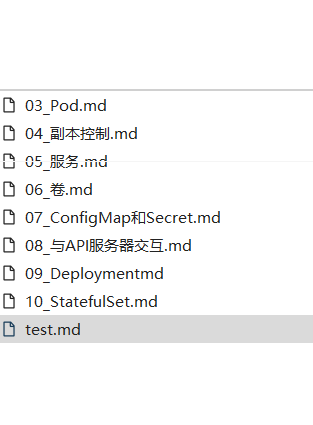 03_Pod.md
04_副本控制.md
05_服务.md
06_卷.md
07_ConfigMap和Secret.md
08_与API服务器交互.md
09_Deploymentmd
10_StatefulSet.md
test.md